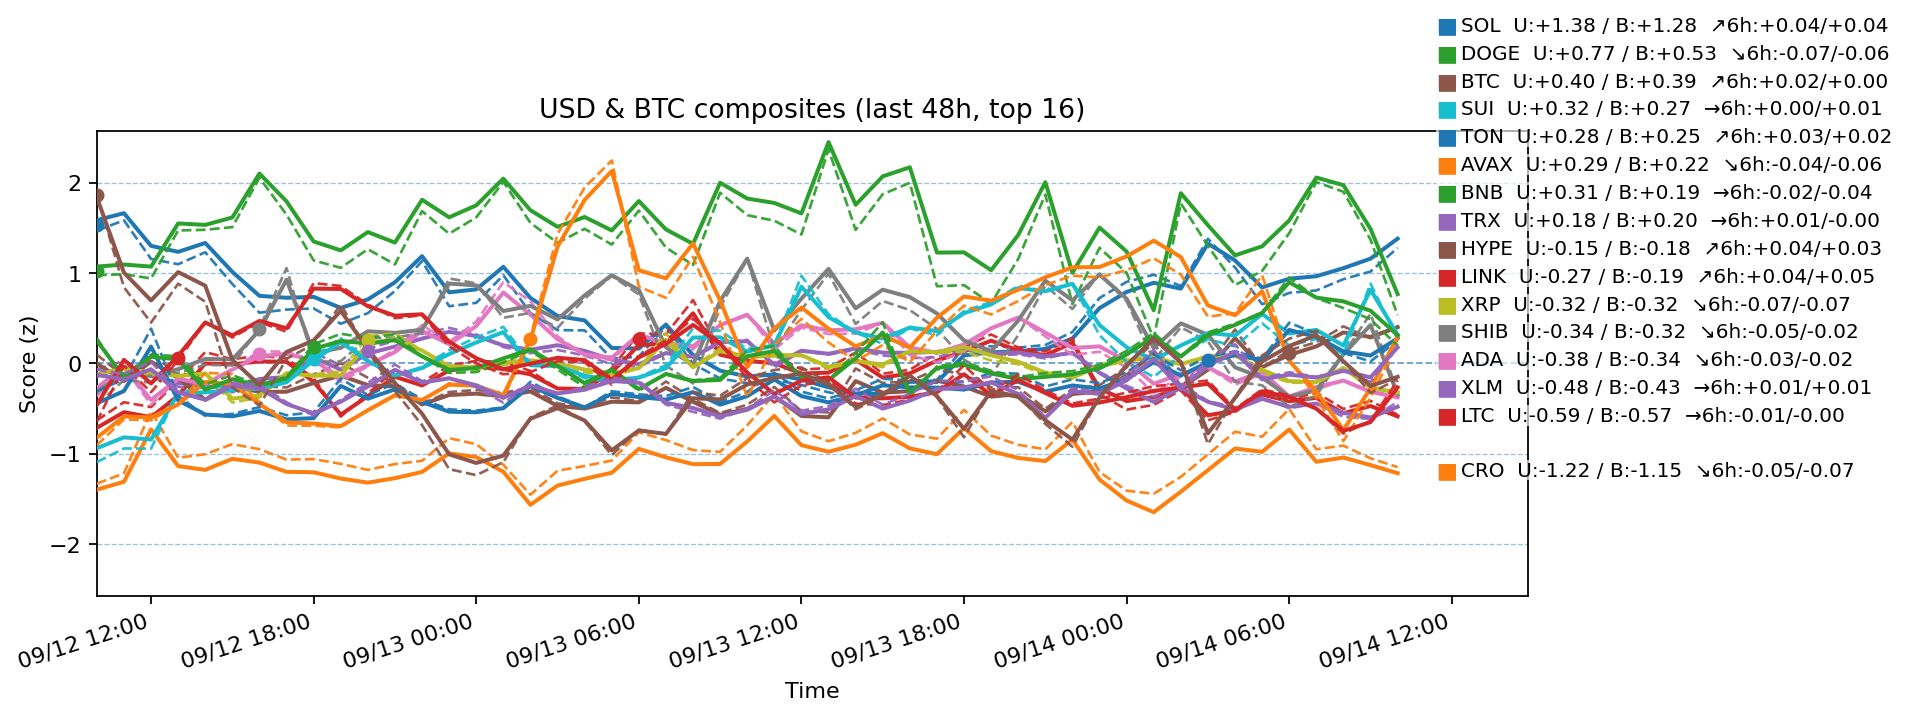 SOL U:+1.38 / B:+1.28 ↗6h:+0.04/+0.04
DOGE U:+0.77 / B:+0.53 ↘6h:-0.07/-0.06
BTC U:+0.40 / B:+0.39 ↗6h:+0.02/+0.00
USD & BTC composites (last 48h, top 16)
SUI U:+0.32 / B:+0.27 →6h:+0.00/+0.01
TON U:+0.28 / B:+0.25 ↗6h:+0.03/+0.02
AVAX U:+0.29 / B:+0.22 ↘6h:-0.04/-0.06
BNB U:+0.31 / B:+0.19 →6h:-0.02/-0.04
TRX U:+0.18 / B:+0.20 →6h:+0.01/-0.00
HYPE U:-0.15 / B:-0.18 ↗6h:+0.04/+0.03
LINK U:-0.27 / B:-0.19 ↗6h:+0.04/+0.05
XRP U:-0.32 / B:-0.32 ↘6h:-0.07/-0.07
SHIB U:-0.34 / B:-0.32 ↘6h:-0.05/-0.02
ADA U:-0.38 / B:-0.34 ↘6h:-0.03/-0.02
XLM U:-0.48 / B:-0.43 →6h:+0.01/+0.01
LTC U:-0.59 / B:-0.57 →6h:-0.01/-0.00
CRO U:-1.22 / B:-1.15 ↘6h:-0.05/-0.07
Score (z)
2
1
0
−1
−2
09/12 12:00
09/12 18:00
09/13 00:00
09/13 06:00
09/13 12:00
09/13 18:00
09/14 00:00
09/14 06:00
09/14 12:00
Time